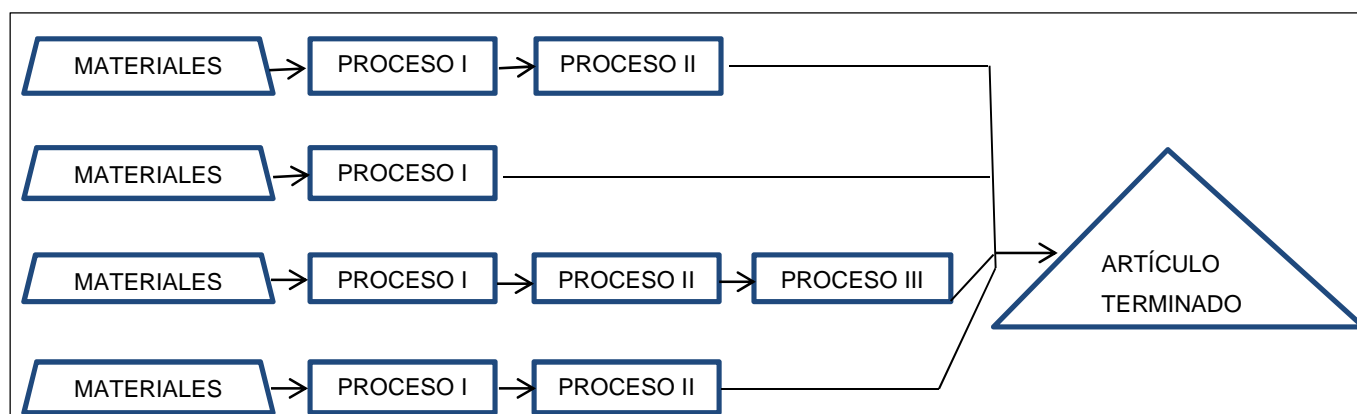 MATERIALES PROCESO I PROCESO II
MATERIALES PROCESO I
MATERIALES PROCESO I PROCESO II PROCESO III
ARTÍCULO
TERMINADO
MATERIALES PROCESO I PROCESO II